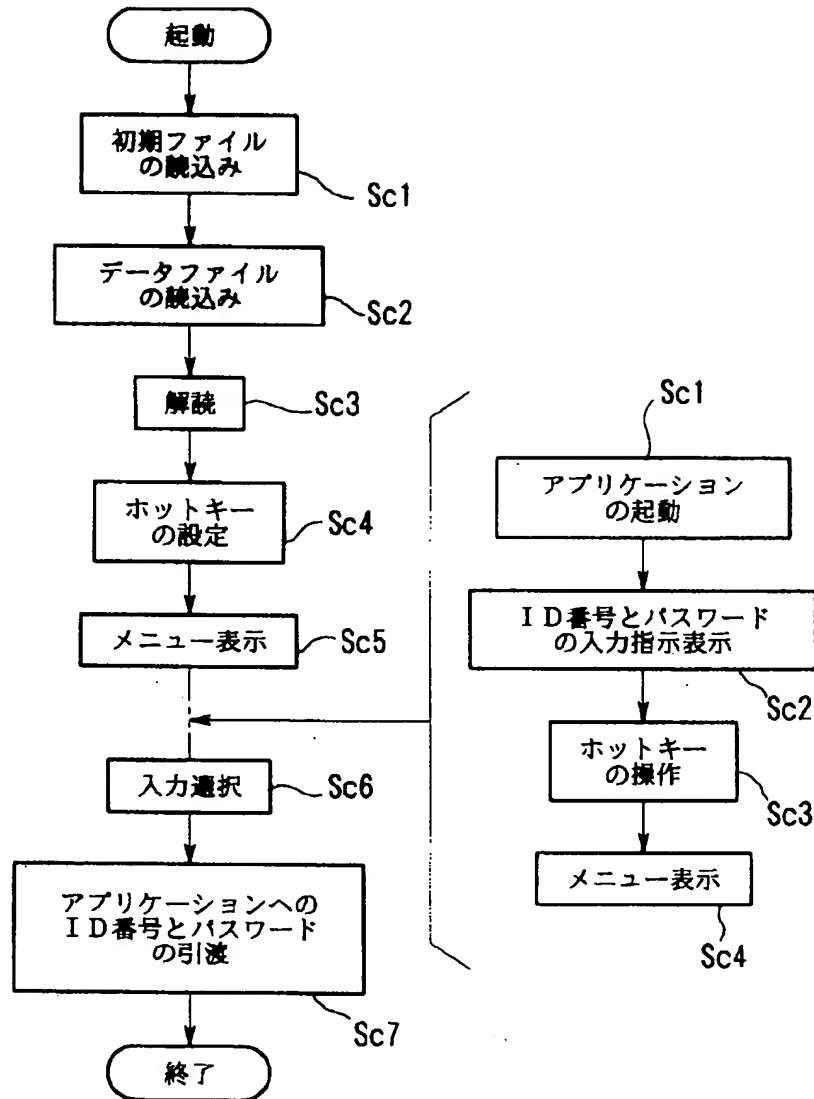 起動
初期ファイル
の読込み
Sc1
データファイル
の読込み
Sc2
解読
Sc3
ホットキー
の設定
Sc4
メニュー表示
Sc5
入力選択
Sc6
アプリケーションへの
ＩＤ番号とパスワード
の引渡
Sc7
終了
Sc1
アプリケーション
の起動
ＩＤ番号とパスワード
の入力指示表示
Sc2
ホットキー
の操作
Sc3
メニュー表示
Sc4